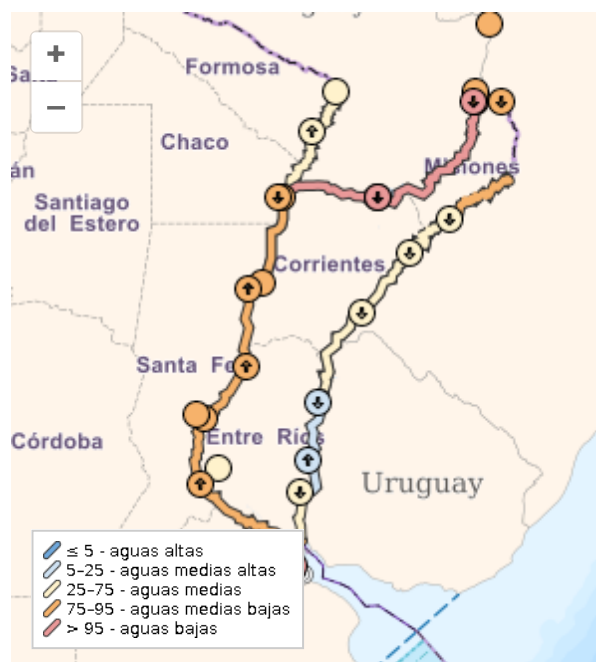 +
−
Formosa
Chaco
Misiones
Santiago
del Estero
Corrientes
Santa Fe
Córdoba
Entre Ríos
Uruguay
≤ 5 - aguas altas
5-25 - aguas medias altas
25-75 - aguas medias
75-95 - aguas medias bajas
> 95 - aguas bajas